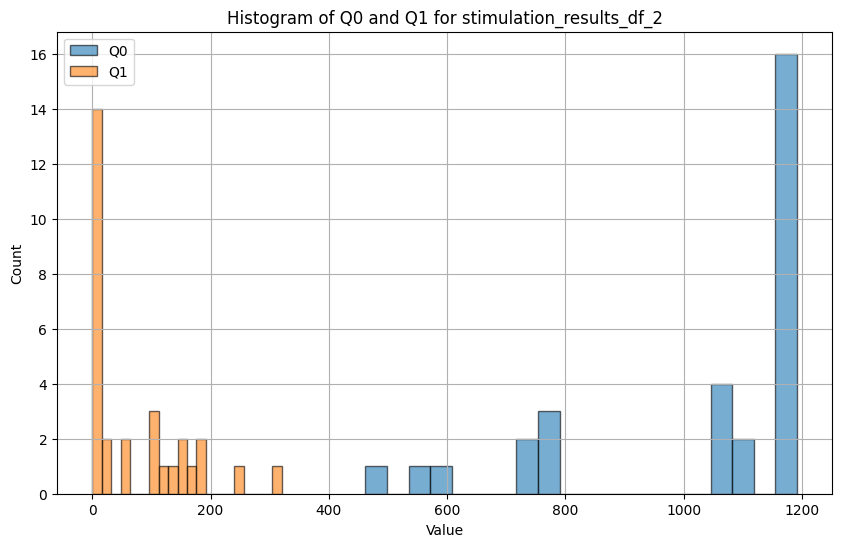 Histogram of Q0 and Q1 for stimulation_results_df_2
Q0
Q1
16
14
12
10
8
6
4
2
0
Count
0 200 400 600 800 1000 1200
Value